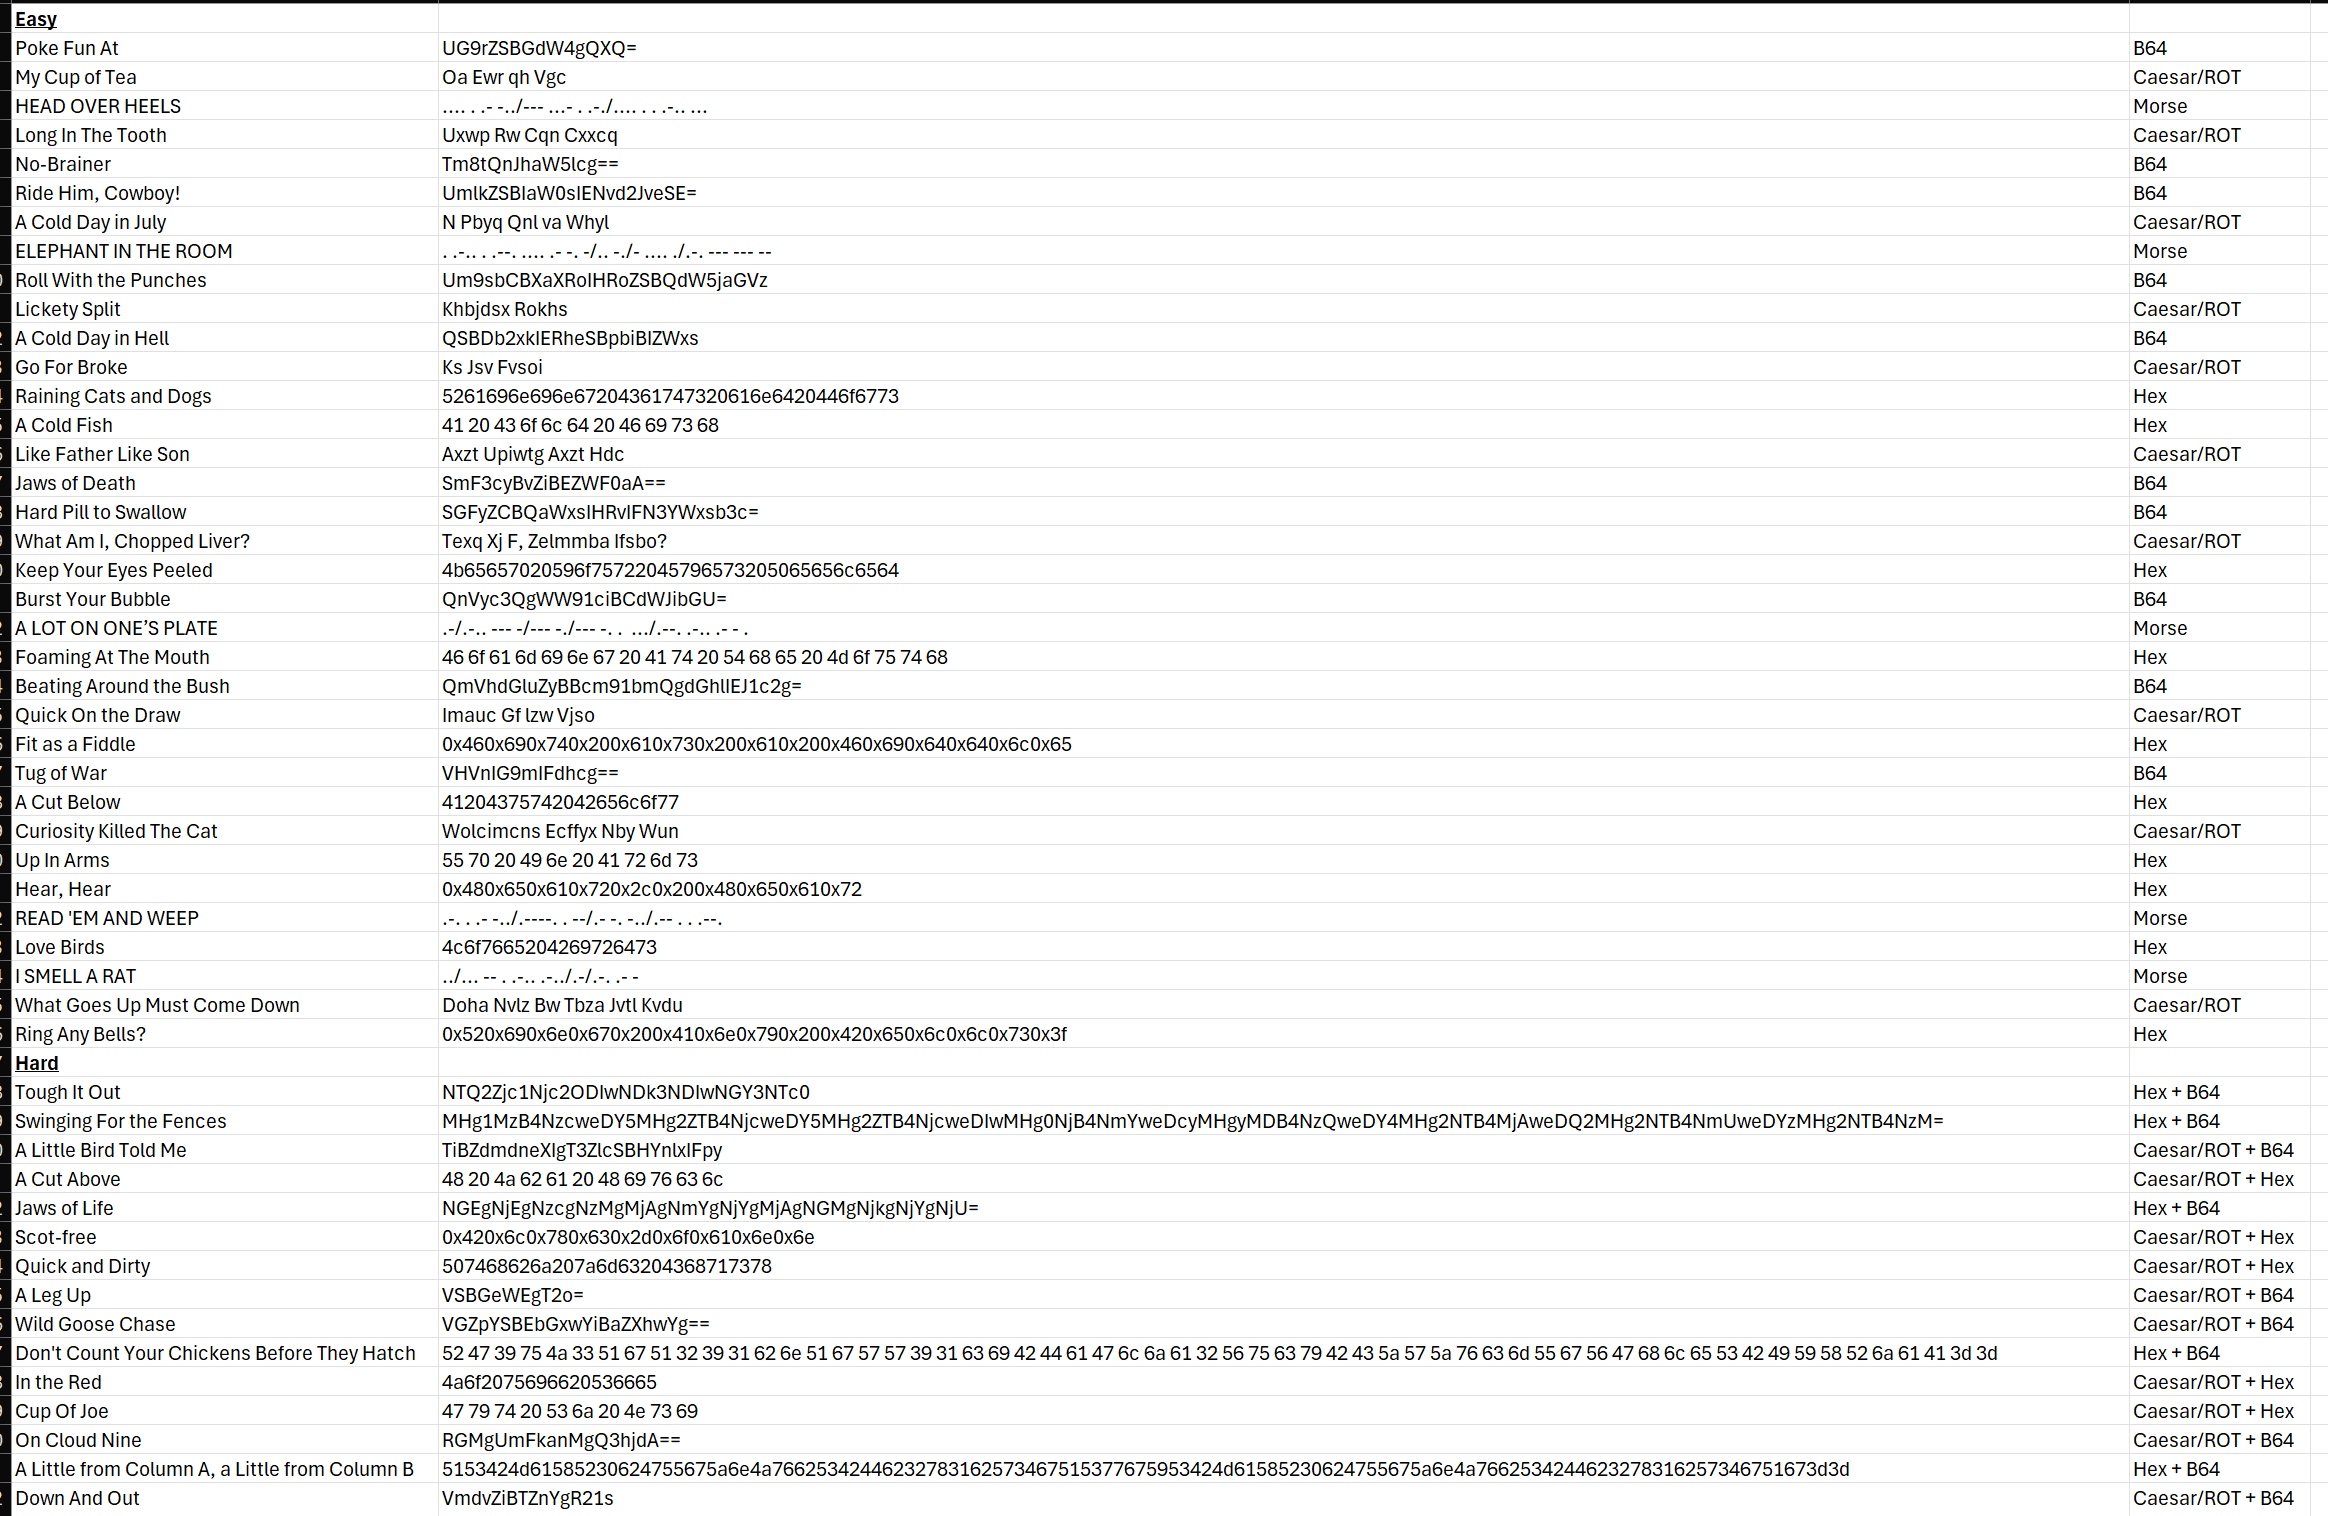 Easy
Poke Fun At UG9rZSBGdW4gQXQ= B64
My Cup of Tea Oa Ewr qh Vgc Caesar/ROT
HEAD OVER HEELS .... . .- -../--- ...- . .-./.... . . .-.. ... Morse
Long In The Tooth Uxwp Rw Cqn Cxxcq Caesar/ROT
No-Brainer Tm8tQnJhaW5lcg== B64
Ride Him, Cowboy! UmlkZSBIaW0sIENvd2JveSE= B64
A Cold Day in July N Pbyq Qnl va Whyl Caesar/ROT
ELEPHANT IN THE ROOM . .-.. . .--. .... .- -. -/.. -./- .... ./.-. --- --- -- Morse
Roll With the Punches Um9sbCBXaXRoIHRoZSBQdW5jaGVz B64
Lickety Split Khbjdsx Rokhs Caesar/ROT
A Cold Day in Hell QSBDb2xkIERheSBpbiBIZWxs B64
Go For Broke Ks Jsv Fvsoi Caesar/ROT
Raining Cats and Dogs 5261696e696e67204361747320616e6420446f6773 Hex
A Cold Fish 41 20 43 6f 6c 64 20 46 69 73 68 Hex
Like Father Like Son Axzt Upiwtg Axzt Hdc Caesar/ROT
Jaws of Death SmF3cyBvZiBEZWF0aA== B64
Hard Pill to Swallow SGFyZCBQaWxsIHRvIFN3YWxsb3c= B64
What Am I, Chopped Liver? Texq Xj F, Zelmmba Ifsbo? Caesar/ROT
Keep Your Eyes Peeled 4b65657020596f75722045796573205065656c6564 Hex
Burst Your Bubble QnVyc3QgWW91ciBCdWJibGU= B64
A LOT ON ONE’S PLATE .-/.-.. --- -/--- -./--- -. .  .../.--. .-.. .- - . Morse
Foaming At The Mouth 46 6f 61 6d 69 6e 67 20 41 74 20 54 68 65 20 4d 6f 75 74 68 Hex
Beating Around the Bush QmVhdGluZyBBcm91bmQgdGhlIEJ1c2g= B64
Quick On the Draw Imauc Gf lzw Vjso Caesar/ROT
Fit as a Fiddle 0x460x690x740x200x610x730x200x610x200x460x690x640x640x6c0x65 Hex
Tug of War VHVnIG9mIFdhcg== B64
A Cut Below 41204375742042656c6f77 Hex
Curiosity Killed The Cat Wolcimcns Ecffyx Nby Wun Caesar/ROT
Up In Arms 55 70 20 49 6e 20 41 72 6d 73 Hex
Hear, Hear 0x480x650x610x720x2c0x200x480x650x610x72 Hex
READ 'EM AND WEEP .-. . .- -../.----. . --/.- -. -../.-- . . .--. Morse
Love Birds 4c6f7665204269726473 Hex
I SMELL A RAT ../... -- . .-.. .-../.-/.-. .- - Morse
What Goes Up Must Come Down Doha Nvlz Bw Tbza Jvtl Kvdu Caesar/ROT
Ring Any Bells? 0x520x690x6e0x670x200x410x6e0x790x200x420x650x6c0x6c0x730x3f Hex
Hard
Tough It Out NTQ2Zjc1Njc2ODIwNDk3NDIwNGY3NTc0 Hex + B64
Swinging For the Fences MHg1MzB4NzcweDY5MHg2ZTB4NjcweDY5MHg2ZTB4NjcweDIwMHg0NjB4NmYweDcyMHgyMDB4NzQweDY4MHg2NTB4MjAweDQ2MHg2NTB4NmUweDYzMHg2NTB4NzM= Hex + B64
A Little Bird Told Me TiBZdmdneXIgT3ZlcSBHYnlxIFpy Caesar/ROT + B64
A Cut Above 48 20 4a 62 61 20 48 69 76 63 6c Caesar/ROT + Hex
Jaws of Life NGEgNjEgNzcgNzMgMjAgNmYgNjYgMjAgNGMgNjkgNjYgNjU= Hex + B64
Scot-free 0x420x6c0x780x630x2d0x6f0x610x6e0x6e Caesar/ROT + Hex
Quick and Dirty 507468626a207a6d63204368717378 Caesar/ROT + Hex
A Leg Up VSBGeWEgT2o= Caesar/ROT + B64
Wild Goose Chase VGZpYSBEbGxwYiBaZXhwYg== Caesar/ROT + B64
Don't Count Your Chickens Before They Hatch 52 47 39 75 4a 33 51 67 51 32 39 31 62 6e 51 67 57 57 39 31 63 69 42 44 61 47 6c 6a 61 32 56 75 63 79 42 43 5a 57 5a 76 63 6d 55 67 56 47 68 6c 65 53 42 49 59 58 52 6a 61 41 3d 3d Hex + B64
In the Red 4a6f2075696620536665 Caesar/ROT + Hex
Cup Of Joe 47 79 74 20 53 6a 20 4e 73 69 Caesar/ROT + Hex
On Cloud Nine RGMgUmFkanMgQ3hjdA== Caesar/ROT + B64
A Little from Column A, a Little from Column B 5153424d61585230624755675a6e4a76625342446232783162573467515377675953424d61585230624755675a6e4a76625342446232783162573467516​73d3d Hex + B64
Down And Out VmdvZiBTZnYgR21s Caesar/ROT + B64